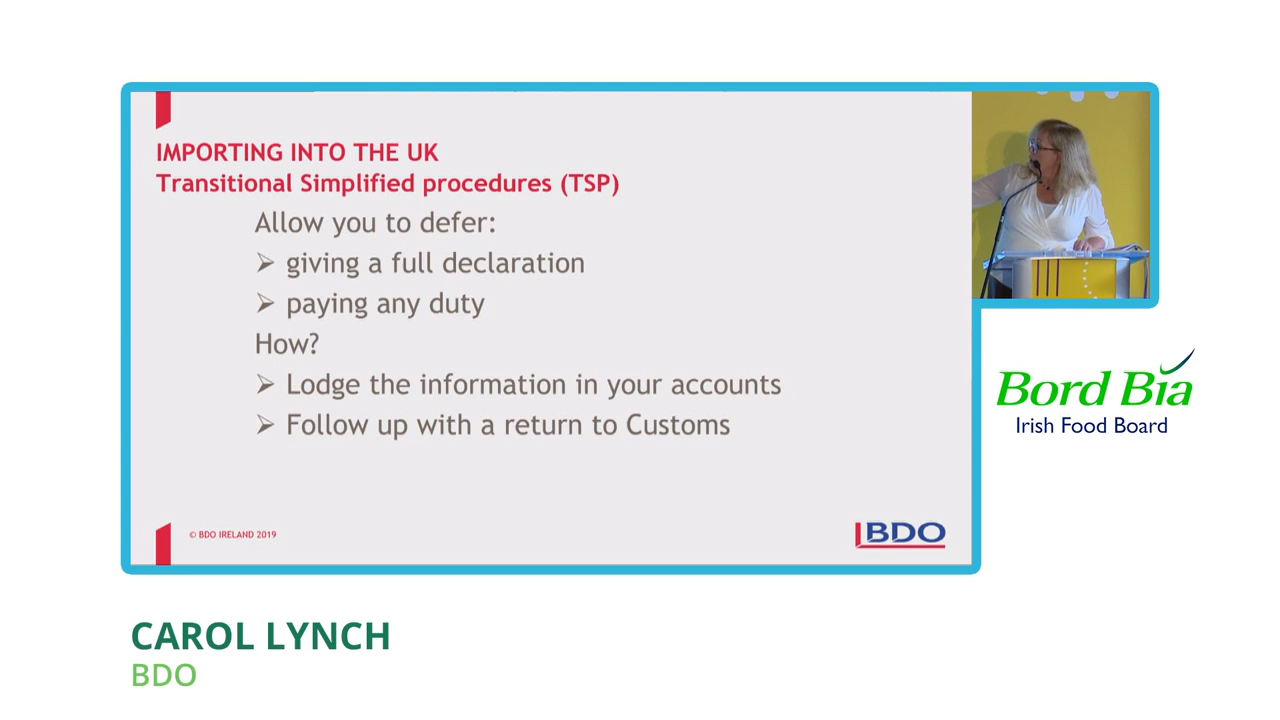 IMPORTING INTO THE UK
Transitional Simplified procedures (TSP)
Allow you to defer:
➢ giving a full declaration
➢ paying any duty
How?
➢ Lodge the information in your accounts
➢ Follow up with a return to Customs
© BDO IRELAND 2019
BDO
Bord Bia
Irish Food Board
CAROL LYNCH
BDO